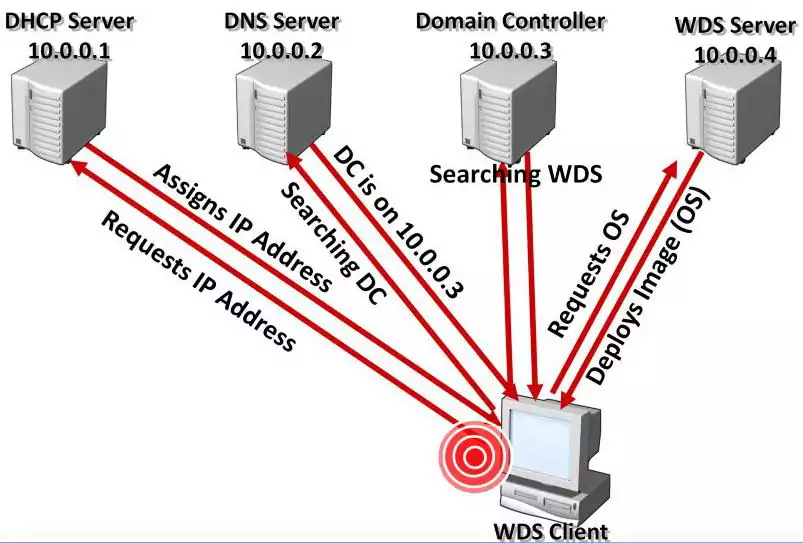 DHCP Server
10.0.0.1
DNS Server
10.0.0.2
Domain Controller
10.0.0.3
WDS Server
10.0.0.4
Assigns IP Address
Requests IP Address
Searching DC
DC is on 10.0.0.3
Searching WDS
Requests OS
Deploys Image (OS)
WDS Client